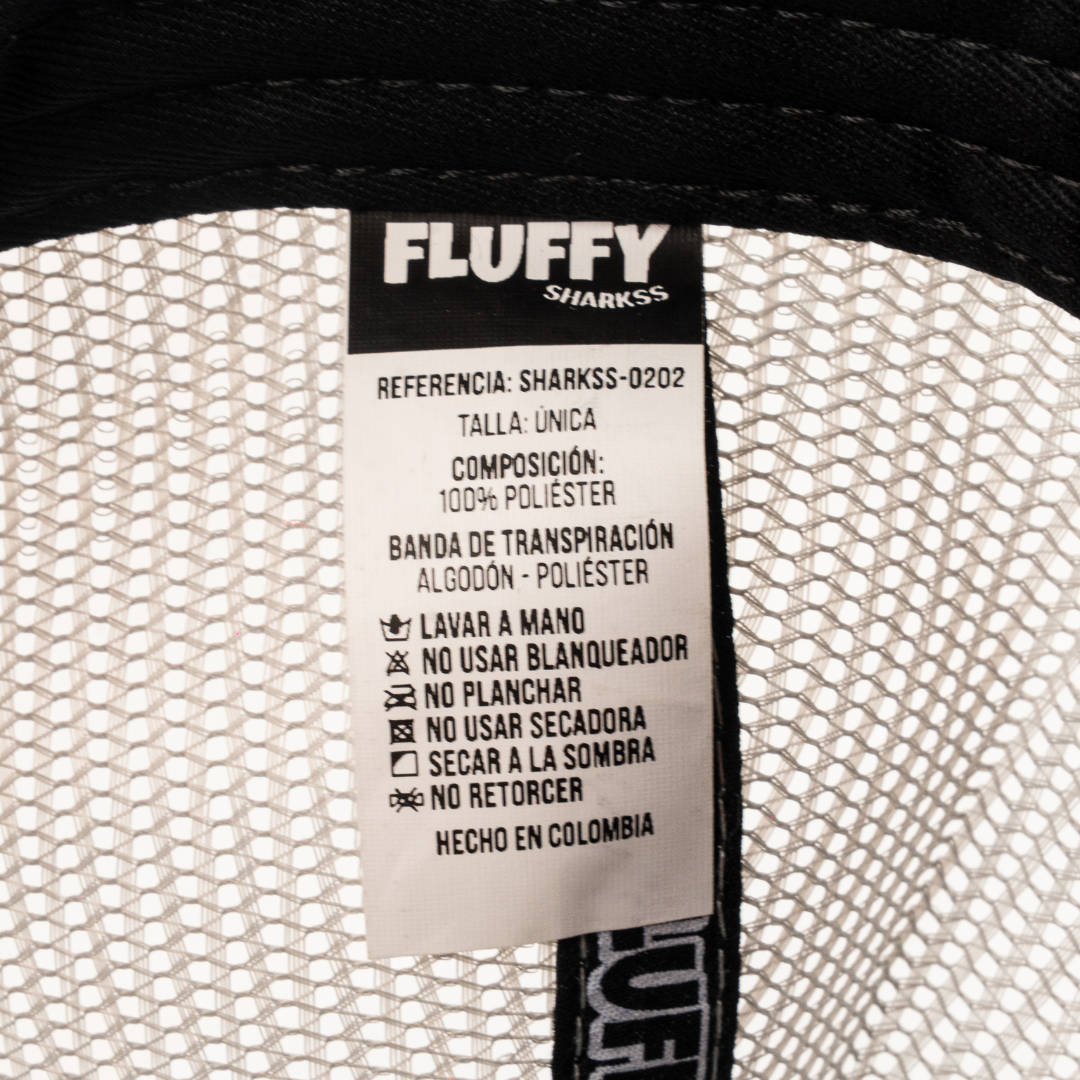 FLUFFY
SHARKSS
REFERENCIA: SHARKSS-0202
TALLA: ÚNICA
COMPOSICIÓN:
100% POLIÉSTER
BANDA DE TRANSPIRACIÓN
ALGODÓN - POLIÉSTER
LAVAR A MANO
NO USAR BLANQUEADOR
NO PLANCHAR
NO USAR SECADORA
SECAR A LA SOMBRA
NO RETORCER
HECHO EN COLOMBIA